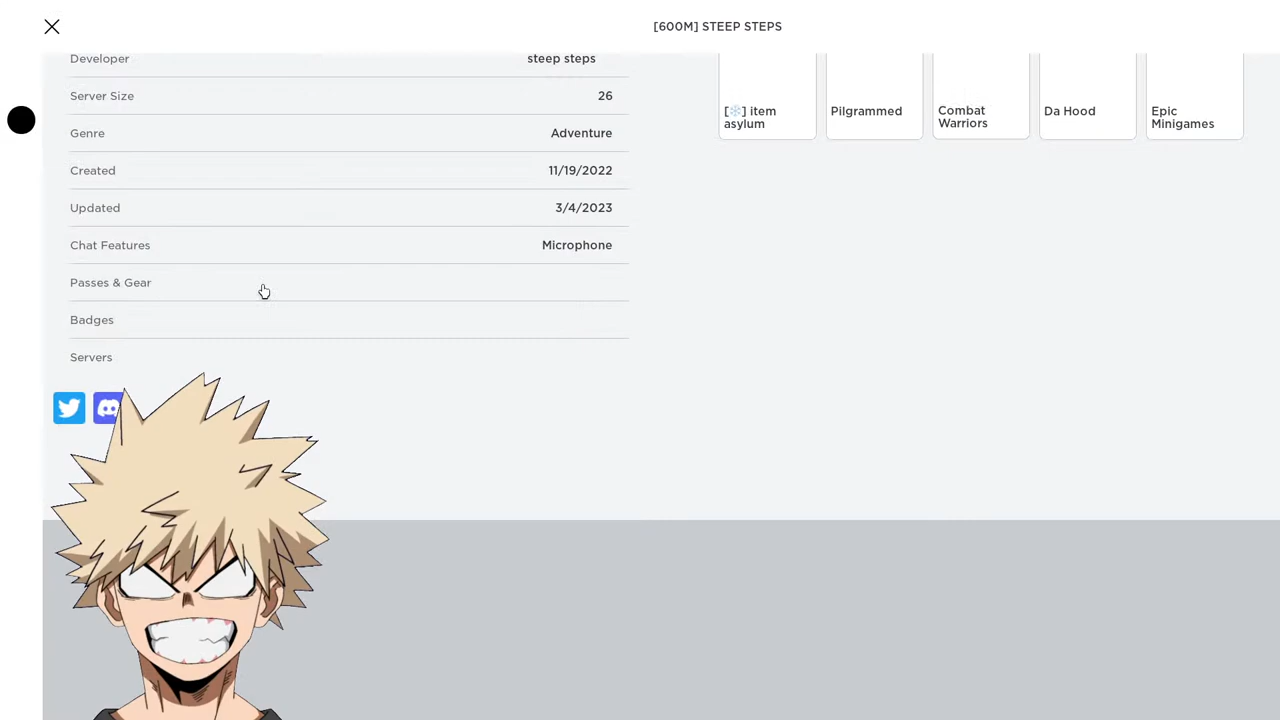 [600M] STEEP STEPS
Developer steep steps
Server Size 26
Genre Adventure
Created 11/19/2022
Updated 3/4/2023
Chat Features Microphone
Passes & Gear
Badges
Servers
[❄️] item
asylum
Pilgrammed
Combat
Warriors
Da Hood
Epic
Minigames